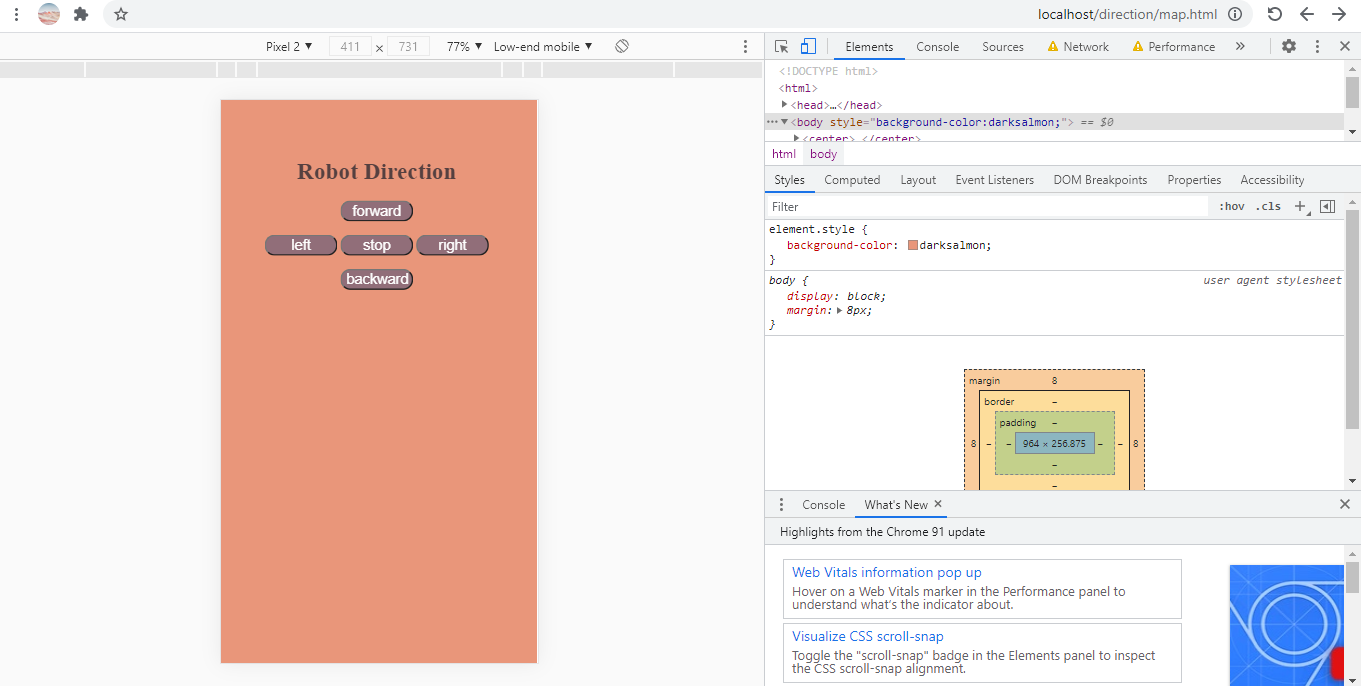 localhost/direction/map.html
Pixel 2 ▼ 411 × 731 77% ▼ Low-end mobile ▼
Elements Console Sources Network Performance »
<!DOCTYPE html>
<html>
▶<head>…</head>
•••▼<body style="background-color:darksalmon;"> == $0
▶<center> </center>
html body
Styles Computed Layout Event Listeners DOM Breakpoints Properties Accessibility
Filter :hov .cls +
element.style {
background-color: darksalmon;
}
body { user agent stylesheet
display: block;
margin:▶8px;
}
margin 8
border –
padding –
8 – – 964 × 256.875 – – 8
–
–
Robot Direction
forward
left stop right
backward
Console What's New ×
Highlights from the Chrome 91 update
Web Vitals information pop up
Hover on a Web Vitals marker in the Performance panel to
understand what's the indicator about.
Visualize CSS scroll-snap
Toggle the "scroll-snap" badge in the Elements panel to inspect
the CSS scroll-snap alignment.